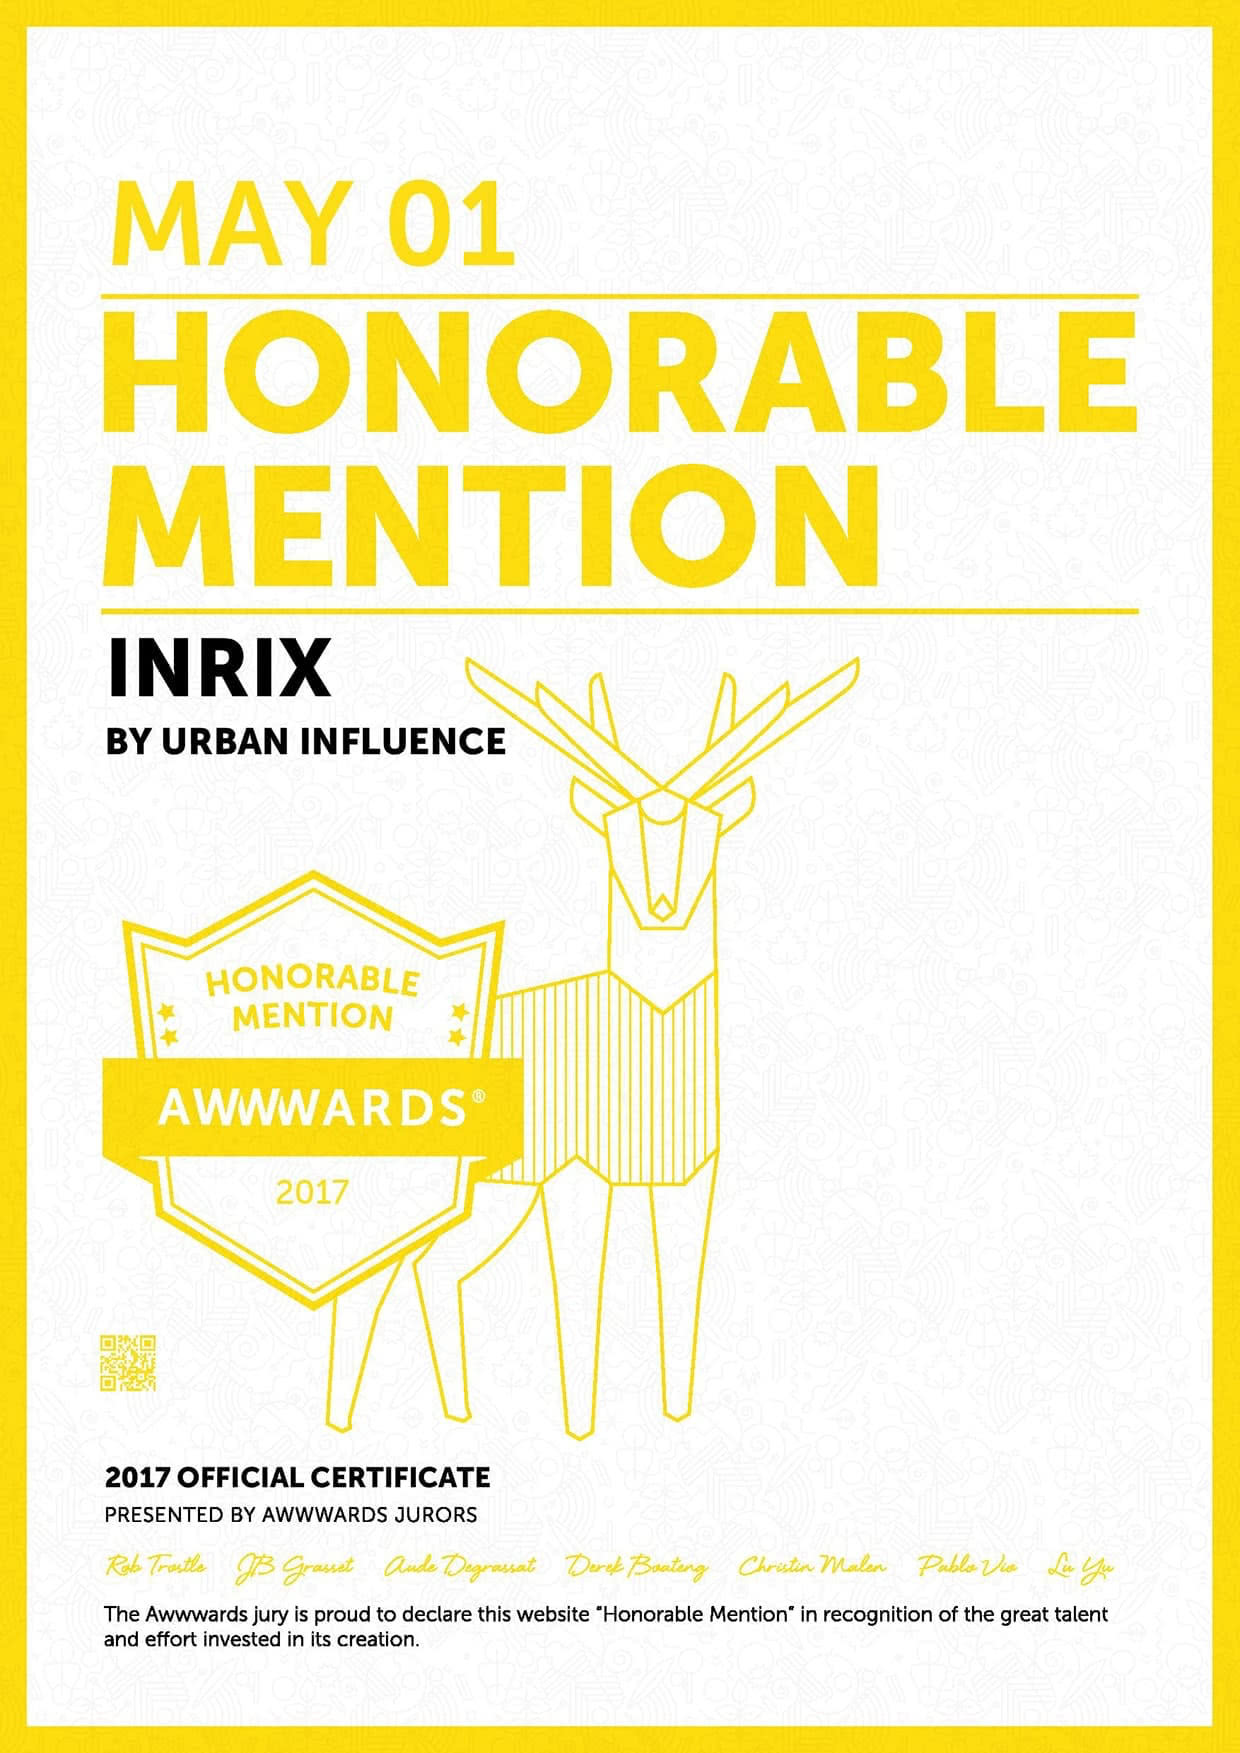 MAY 01
HONORABLE
MENTION
INRIX
BY URBAN INFLUENCE
HONORABLE
MENTION
AWWWARDS®
2017
2017 OFFICIAL CERTIFICATE
PRESENTED BY AWWWARDS JURORS
Rob Trostle JB Grasset Aude Degrassat Derek Boateng Christin Malen Pablo Vio Lu Yu
The Awwwards jury is proud to declare this website “Honorable Mention” in recognition of the great talent
and effort invested in its creation.